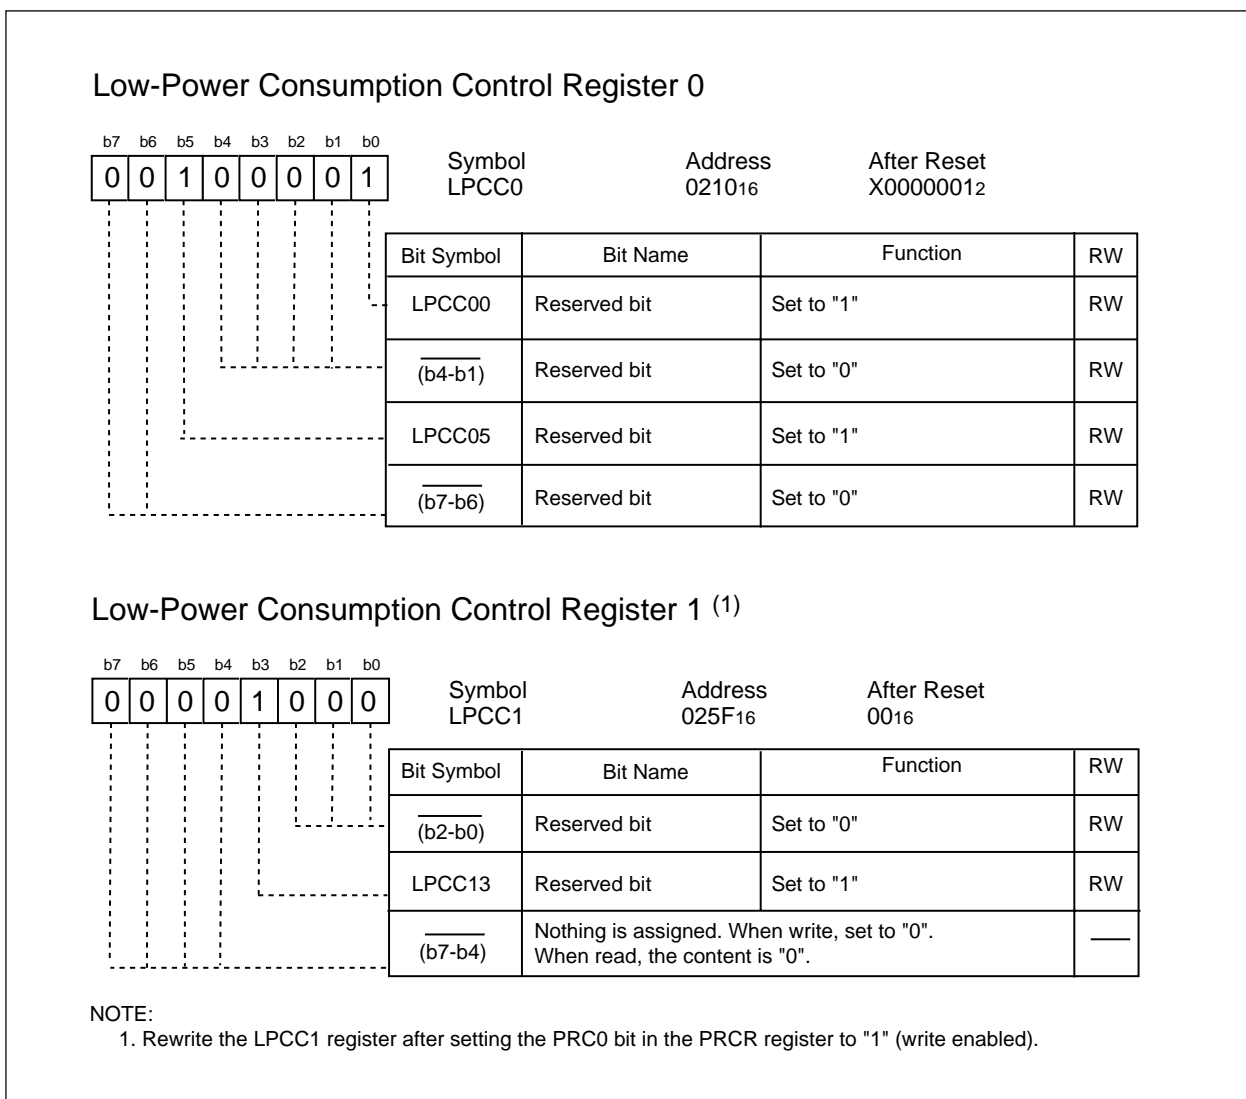 Low-Power Consumption Control Register 0
b7 b6 b5 b4 b3 b2 b1 b0
0 0 1 0 0 0 0 1
Symbol Address After Reset
LPCC0 021016 X00000012
Bit Symbol Bit Name Function RW
LPCC00 Reserved bit Set to "1" RW
(b4-b1) Reserved bit Set to "0" RW
LPCC05 Reserved bit Set to "1" RW
(b7-b6) Reserved bit Set to "0" RW
Low-Power Consumption Control Register 1 (1)
b7 b6 b5 b4 b3 b2 b1 b0
0 0 0 0 1 0 0 0
Symbol Address After Reset
LPCC1 025F16 0016
Bit Symbol Bit Name Function RW
(b2-b0) Reserved bit Set to "0" RW
LPCC13 Reserved bit Set to "1" RW
(b7-b4) Nothing is assigned. When write, set to "0".
When read, the content is "0".
NOTE:
1. Rewrite the LPCC1 register after setting the PRC0 bit in the PRCR register to "1" (write enabled).